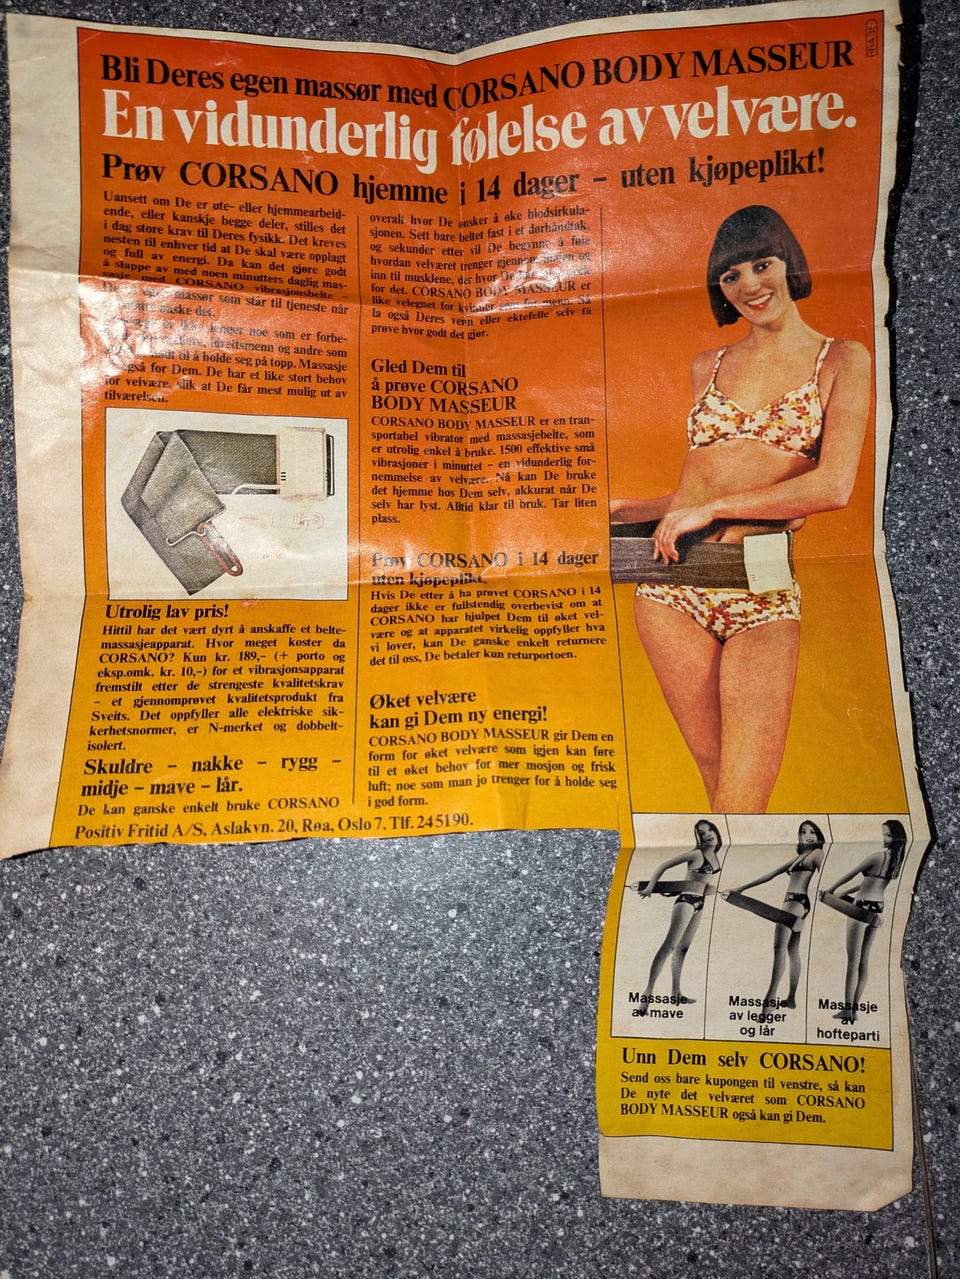 Bli Deres egen massør med CORSANO BODY MASSEUR
En vidunderlig følelse av velvære.
Prøv CORSANO hjemme i 14 dager – uten kjøpeplikt!
Uansett om De er ute- eller hjemmearbeid-
ende, eller kanskje begge deler, stilles det
i dag store krav til Deres fysikk. Det kreves
nesten til enhver tid at De skal være opplagt
og full av energi. Da kan det gjøre godt
å slappe av med noen minutters daglig mas-
sasje med CORSANO vibrasjonsbelte –
massør som står til tjeneste når
ønske det.
lenger noe som er forbe-
idrettsmenn og andre som
nødt til å holde seg på topp. Massasje
også for Dem. De har et like stort behov
for velvære, slik at De får mest mulig ut av
tilværelsen.
Utrolig lav pris!
Hittil har det vært dyrt å anskaffe et belte-
massasjeapparat. Hvor meget koster da
CORSANO? Kun kr. 189,- (+ porto og
eksp.omk. kr. 10,-) for et vibrasjonsapparat
fremstilt etter de strengeste kvalitetskrav
– et gjennomprøvet kvalitetsprodukt fra
Sveits. Det oppfyller alle elektriske sik-
kerhetsnormer, er N-merket og dobbelt-
isolert.
Skuldre – nakke – rygg –
midje – mave – lår.
De kan ganske enkelt bruke CORSANO
overalt hvor De ønsker å øke blodsirkula-
sjonen. Sett bare beltet fast i et dørhåndtak,
og sekunder etter vil De begynne å føle
hvordan velværet trenger gjennom huden og
inn til musklene, der hvor De har bruk
for det. CORSANO BODY MASSEUR er
like velegnet for kvinner som for menn. Så
la også Deres venn eller ektefelle selv få
prøve hvor godt det gjør.
Gled Dem til
å prøve CORSANO
BODY MASSEUR
CORSANO BODY MASSEUR er en tran-
sportabel vibrator med massasjebelte, som
er utrolig enkel å bruke. 1500 effektive små
vibrasjoner i minuttet – en vidunderlig for-
nemmelse av velvære. Nå kan De bruke
det hjemme hos Dem selv, akkurat når De
selv har lyst. Alltid klar til bruk. Tar liten
plass.
Prøv CORSANO i 14 dager
uten kjøpeplikt.
Hvis De etter å ha prøvet CORSANO i 14
dager ikke er fullstendig overbevist om at
CORSANO har hjulpet Dem til øket vel-
være og at apparatet virkelig oppfyller hva
vi lover, kan De ganske enkelt returnere
det til oss, De betaler kun returportoen.
Øket velvære
kan gi Dem ny energi!
CORSANO BODY MASSEUR gir Dem en
form for øket velvære som igjen kan føre
til et øket behov for mer mosjon og frisk
luft; noe som man jo trenger for å holde seg
i god form.
Positiv Fritid A/S, Aslakvn. 20, Røa, Oslo 7. Tlf. 245190.
Massasje
av mave
Massasje
av legger
og lår
Massasje
av
hofteparti
Unn Dem selv CORSANO!
Send oss bare kupongen til venstre, så kan
De nyte det velværet som CORSANO
BODY MASSEUR også kan gi Dem.